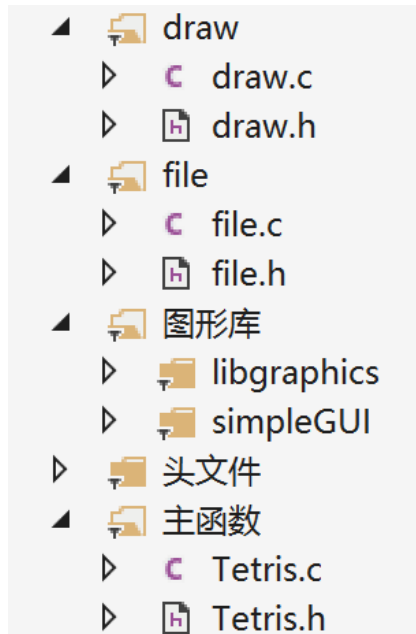 draw
draw.c
draw.h
file
file.c
file.h
图形库
libgraphics
simpleGUI
头文件
主函数
Tetris.c
Tetris.h